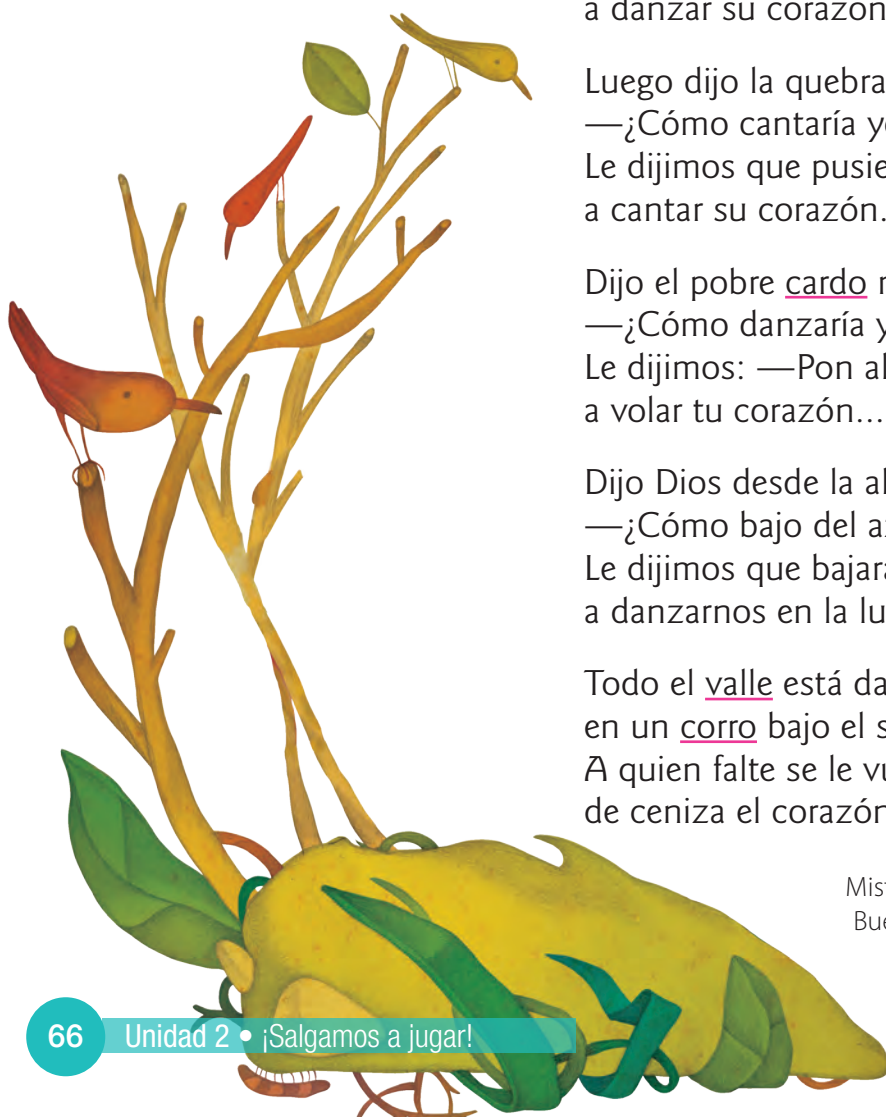 a danzar su corazón
Luego dijo la quebra
—¿Cómo cantaría y
Le dijimos que pusie
a cantar su corazón.
Dijo el pobre cardo
—¿Cómo danzaría y
Le dijimos: —Pon al
a volar tu corazón...
Dijo Dios desde la al
—¿Cómo bajo del a
Le dijimos que bajara
a danzarnos en la lu
Todo el valle está da
en un corro bajo el s
A quien falte se le vu
de ceniza el corazón
Mist
Bue
66 Unidad 2 • ¡Salgamos a jugar!